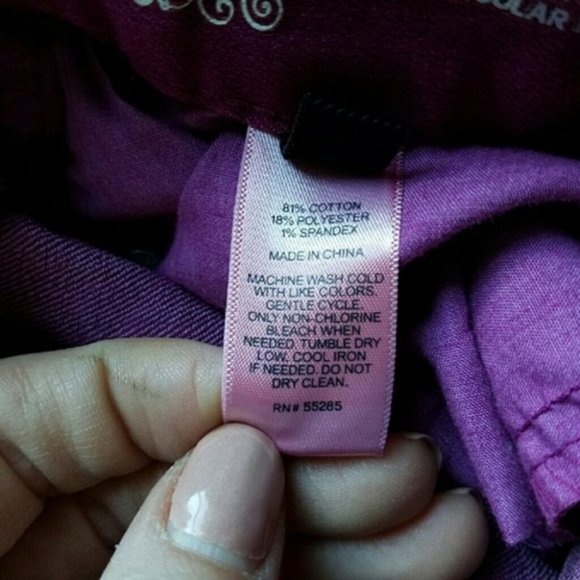 81% COTTON
18% POLYESTER
1% SPANDEX
MADE IN CHINA
MACHINE WASH COLD
WITH LIKE COLORS.
GENTLE CYCLE.
ONLY NON-CHLORINE
BLEACH WHEN
NEEDED. TUMBLE DRY
LOW. COOL IRON
IF NEEDED. DO NOT
DRY CLEAN.
RN# 55285